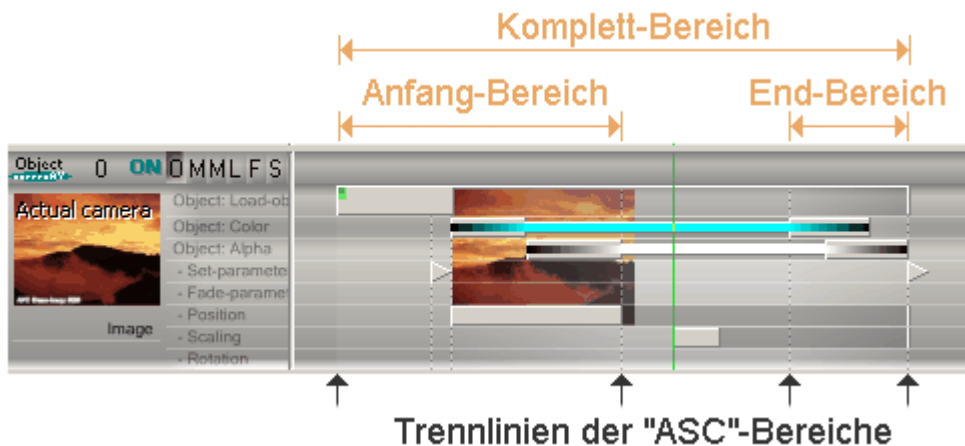 Komplett-Bereich
Anfang-Bereich
End-Bereich
Object 0 ON O M M L F S
Actual camera
Image
Object: Load-ob
Object: Color
Object: Alpha
- Set-paramete
- Fade-paramet
- Position
- Scaling
- Rotation
Trennlinien der "ASC"-Bereiche